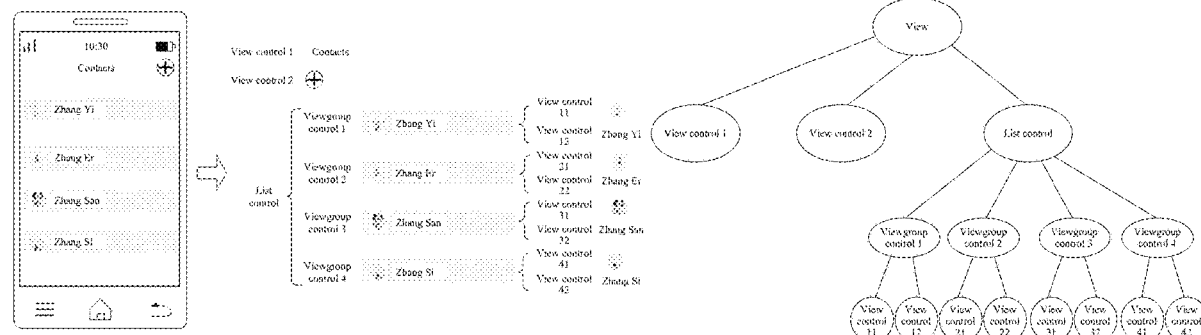 10:30
Contacts
Zhang Yi
Zhang Er
Zhang San
Zhang Si
View control 1 Contacts
View control 2
List
control
Viewgroup
control 1
Zhang Yi
View control
11
View control
12
Zhang Yi
Viewgroup
control 2
Zhang Er
View control
21
View control
22
Zhang Er
Viewgroup
control 3
Zhang San
View control
31
View control
32
Zhang San
Viewgroup
control 4
Zhang Si
View control
41
View control
42
Zhang Si
View
View control 1
View control 2
List control
Viewgroup
control 1
Viewgroup
control 2
Viewgroup
control 3
Viewgroup
control 4
View
control
11
View
control
12
View
control
21
View
control
22
View
control
31
View
control
32
View
control
41
View
control